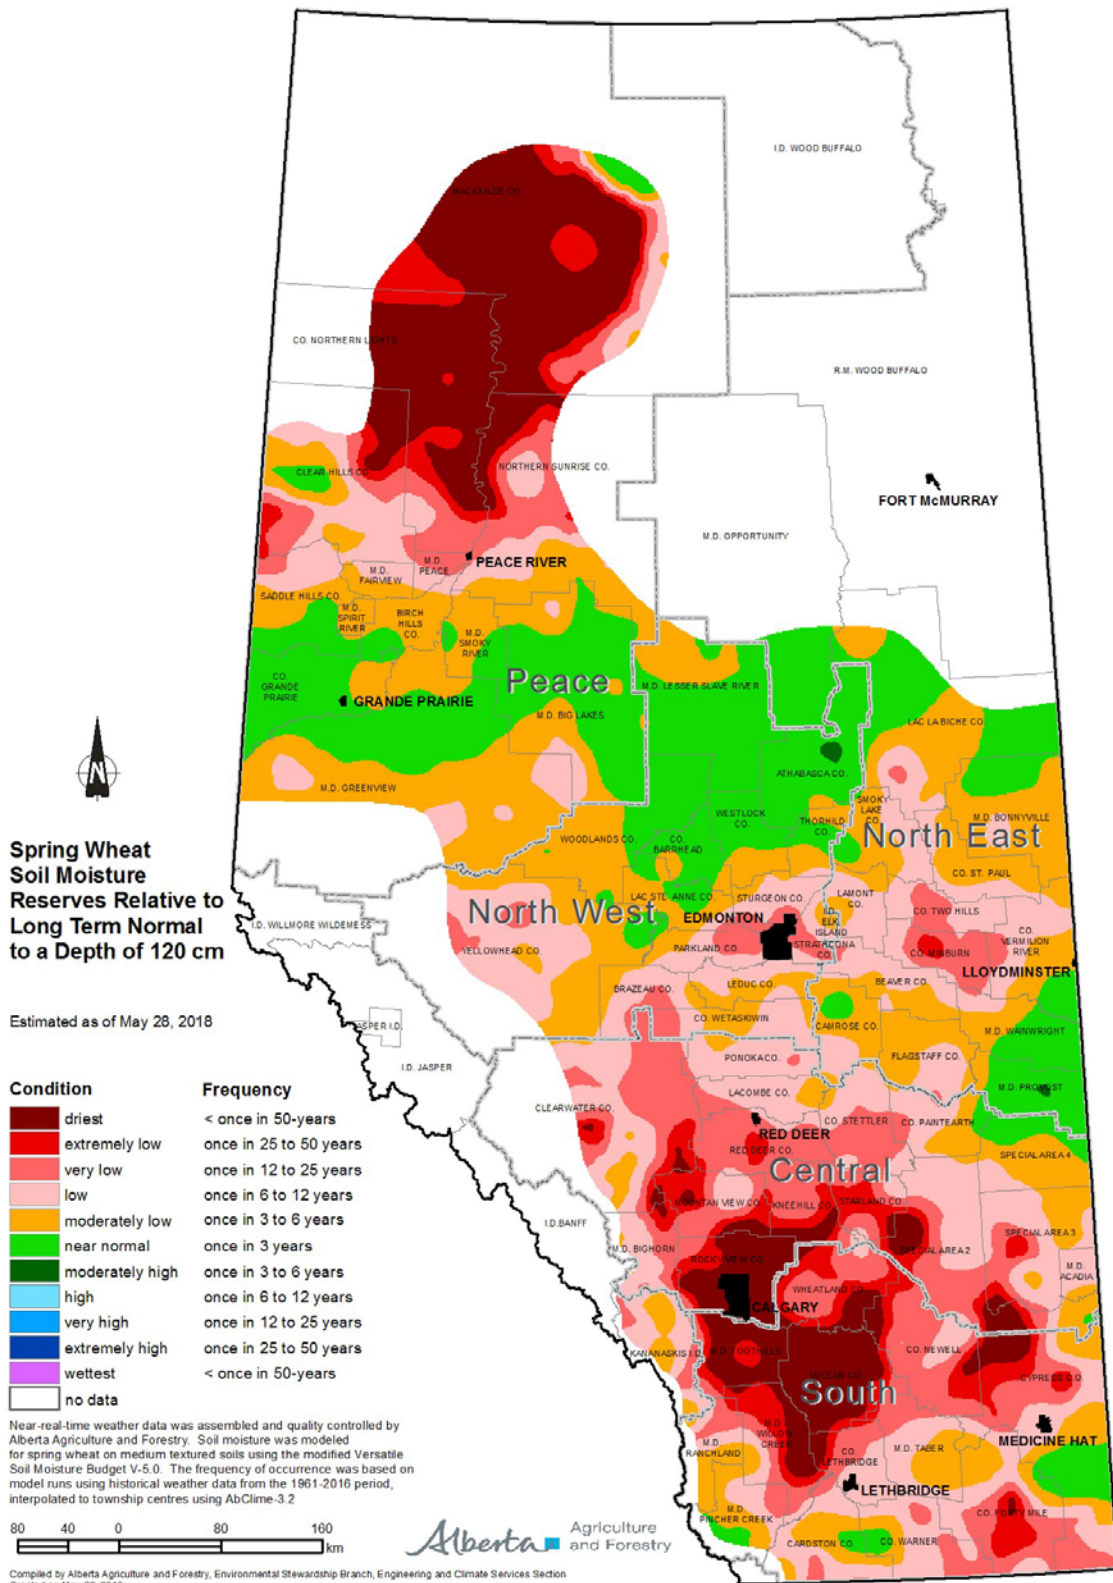 I.D. WOOD BUFFALO
MACKENZIE CO.
CO. NORTHERN LIGHTS
R.M. WOOD BUFFALO
CLEAR HILLS CO.
NORTHERN SUNRISE CO.
FORT McMURRAY
M.D. OPPORTUNITY
M.D.
PEACE
PEACE RIVER
M.D.
FAIRVIEW
SADDLE HILLS CO.
M.D.
SPIRIT
RIVER
BIRCH
HILLS
CO.
M.D.
SMOKY
RIVER
CO.
GRANDE
PRAIRIE
Peace
M.D. LESSER SLAVE RIVER
GRANDE PRAIRIE
M.D. BIG LAKES
LAC LA BICHE CO.
N
ATHABASCA CO.
M.D. GREENVIEW
SMOKY
LAKE
CO.
WESTLOCK
CO.
THORHILD
CO.
M.D. BONNYVILLE
North East
WOODLANDS CO.
CO.
BARRHEAD
CO. ST. PAUL
Spring Wheat
Soil Moisture
Reserves Relative to
Long Term Normal
to a Depth of 120 cm
LAC STE. ANNE CO.
STURGEON CO.
LAMONT
CO.
North West
EDMONTON
I.D.
ELK
ISLAND
CO. TWO HILLS
I.D. WILLMORE WILDERNESS
YELLOWHEAD CO.
PARKLAND CO.
STRATHCONA
CO.
CO. MINBURN
CO.
VERMILION
RIVER
LLOYDMINSTER
BRAZEAU CO.
LEDUC CO.
BEAVER CO.
Estimated as of May 28, 2018
JASPER I.D.
CO. WETASKIWIN
CAMROSE CO.
M.D. WAINWRIGHT
I.D. JASPER
PONOKA CO.
FLAGSTAFF CO.
M.D. PROVOST
LACOMBE CO.
CLEARWATER CO.
RED DEER
CO. STETTLER
CO. PAINTEARTH
RED DEER CO.
Central
SPECIAL AREA 4
MOUNTAIN VIEW CO.
KNEEHILL CO.
STARLAND CO.
I.D. BANFF
M.D. BIGHORN
ROCKYVIEW CO.
SPECIAL AREA 2
SPECIAL AREA 3
M.D.
ACADIA
WHEATLAND CO.
CALGARY
KANANASKIS I.D.
M.D. FOOTHILLS
CO. NEWELL
VULCAN CO.
South
CYPRESS CO.
M.D.
WILLOW
CREEK
M.D.
RANCHLAND
CO.
LETHBRIDGE
M.D. TABER
MEDICINE HAT
LETHBRIDGE
M.D.
PINCHER CREEK
CO. FORTY MILE
CARDSTON CO.
CO. WARNER
Condition Frequency
driest < once in 50-years
extremely low once in 25 to 50 years
very low once in 12 to 25 years
low once in 6 to 12 years
moderately low once in 3 to 6 years
near normal once in 3 years
moderately high once in 3 to 6 years
high once in 6 to 12 years
very high once in 12 to 25 years
extremely high once in 25 to 50 years
wettest < once in 50-years
no data
Near-real-time weather data was assembled and quality controlled by
Alberta Agriculture and Forestry. Soil moisture was modeled
for spring wheat on medium textured soils using the modified Versatile
Soil Moisture Budget V-5.0. The frequency of occurrence was based on
model runs using historical weather data from the 1961-2016 period,
interpolated to township centres using AbClime-3.2
80 40 0 80 160
km
Alberta Agriculture
and Forestry
Compiled by Alberta Agriculture and Forestry, Environmental Stewardship Branch, Engineering and Climate Services Section